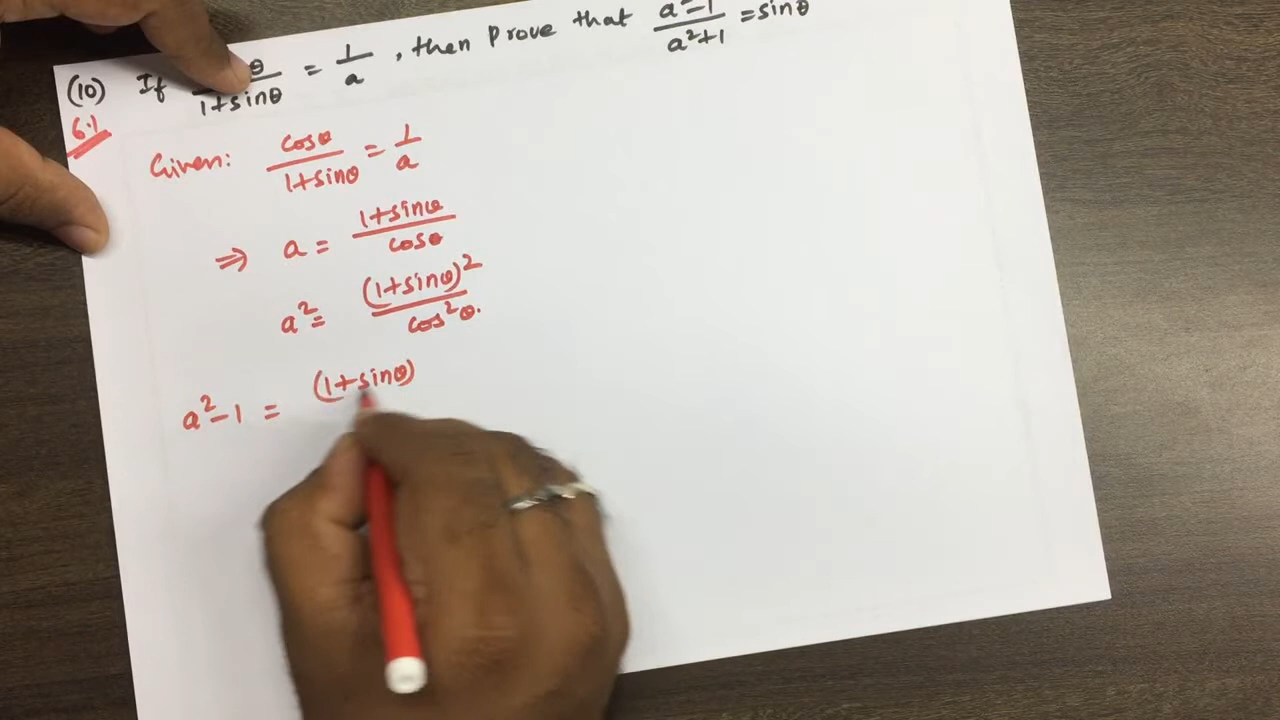 (10) If θ/1+sinθ = 1/a , then prove that a²-1/a²+1 = sinθ
6.1
Given: cosθ/1+sinθ = 1/a
⇒ a = 1+sinθ/cosθ
a² = (1+sinθ)²/cos²θ.
a²-1 = (1+sinθ)